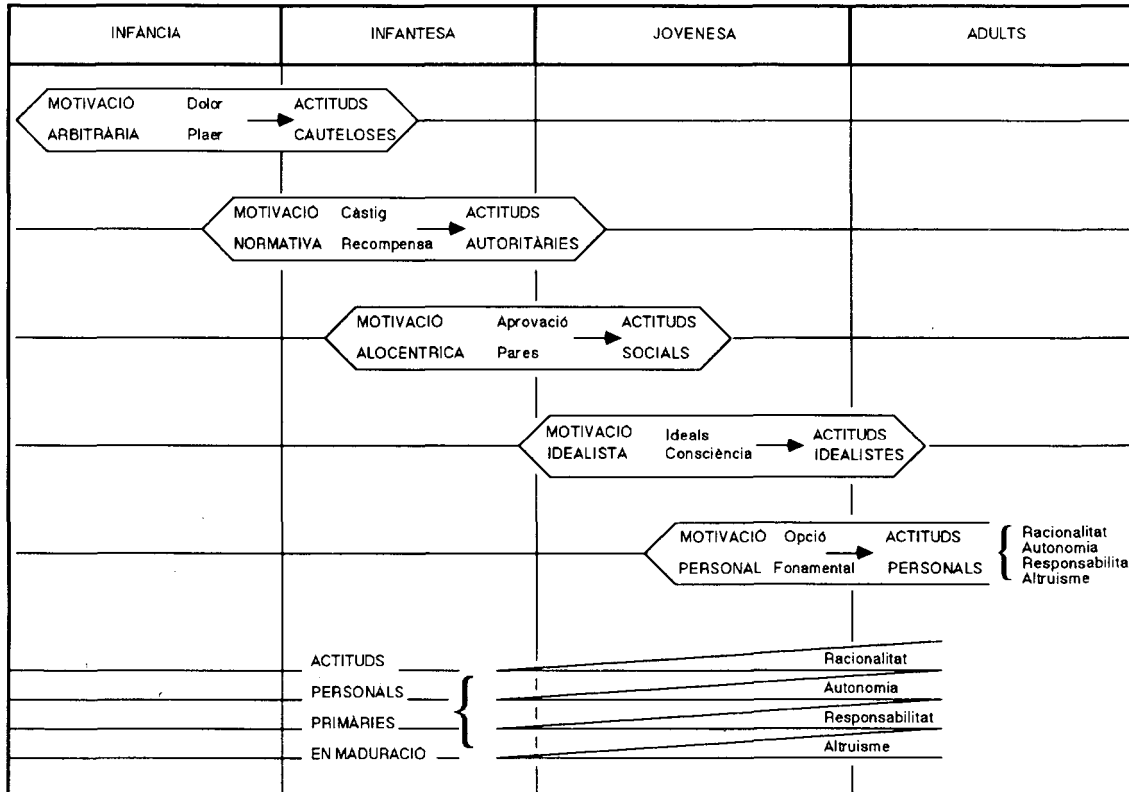 INFÀNCIA INFANTESA JOVENESA ADULTS
MOTIVACIÓ Dolor ACTITUDS
ARBITRÀRIA Plaer CAUTELOSES
MOTIVACIÓ Càstig ACTITUDS
NORMATIVA Recompensa AUTORITÀRIES
MOTIVACIÓ Aprovació ACTITUDS
ALOCENTRICA Pares SOCIALS
MOTIVACIÓ Ideals ACTITUDS
IDEALISTA Consciència IDEALISTES
MOTIVACIÓ Opció ACTITUDS
PERSONAL Fonamental PERSONALS
Racionalitat
Autonomia
Responsabilita
Altruisme
ACTITUDS
PERSONALS
PRIMÀRIES
EN MADURACIO
Racionalitat
Autonomia
Responsabilitat
Altruisme